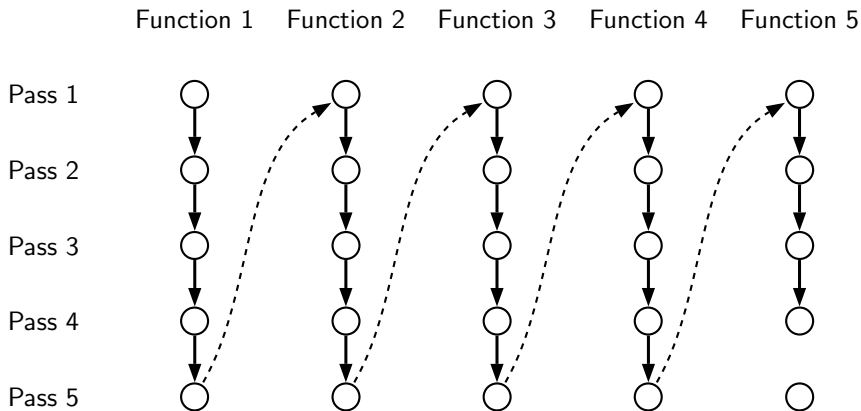 Function 1 Function 2 Function 3 Function 4 Function 5
Pass 1
Pass 2
Pass 3
Pass 4
Pass 5